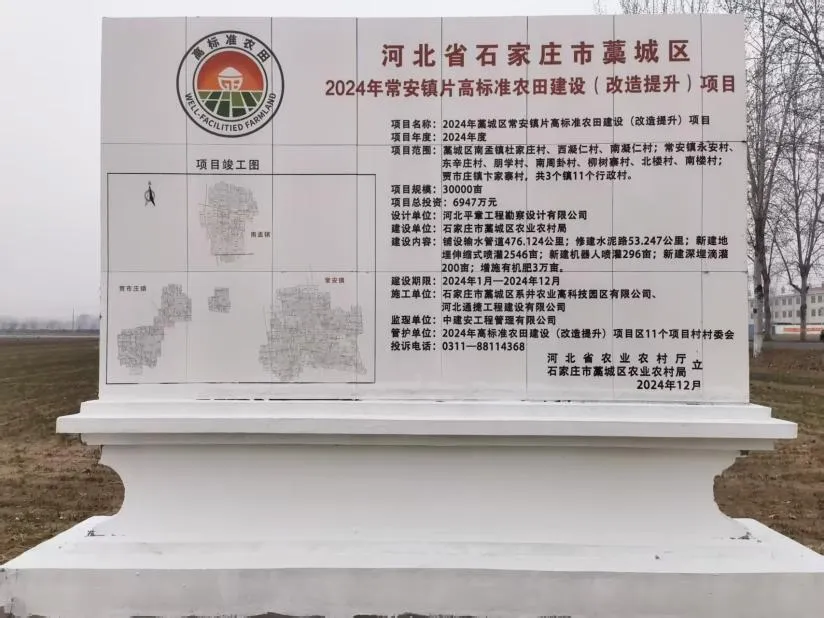 高标准农田
WELL-FACILITIED FARMLAND
河北省石家庄市藁城区
2024年常安镇片高标准农田建设（改造提升）项目
项目竣工图
南孟镇
贾市庄镇
常安镇
项目名称：2024年藁城区常安镇片高标准农田建设（改造提升）项目
项目年度：2024年度
项目范围：藁城区南孟镇杜家庄村、西凝仁村、南凝仁村；常安镇永安村、
东辛庄村、朋学村、南周卦村、柳树寨村、北楼村、南楼村；
贾市庄镇卞家寨村，共3个镇11个行政村。
项目规模：30000亩
项目总投资：6947万元
设计单位：河北平章工程勘察设计有限公司
建设单位：石家庄市藁城区农业农村局
建设内容：铺设输水管道476.124公里；修建水泥路53.247公里；新建地
埋伸缩式喷灌2546亩；新建机器人喷灌296亩；新建深埋滴灌
200亩；增施有机肥3万亩。
建设期限：2024年1月—2024年12月
施工单位：石家庄市藁城区系井农业高科技园区有限公司、
河北通捷工程建设有限公司
监理单位：中建安工程管理有限公司
管护单位：2024年高标准农田建设（改造提升）项目区11个项目村村委会
投诉电话：0311—88114368
河北省农业农村厅
石家庄市藁城区农业农村局
立
2024年12月